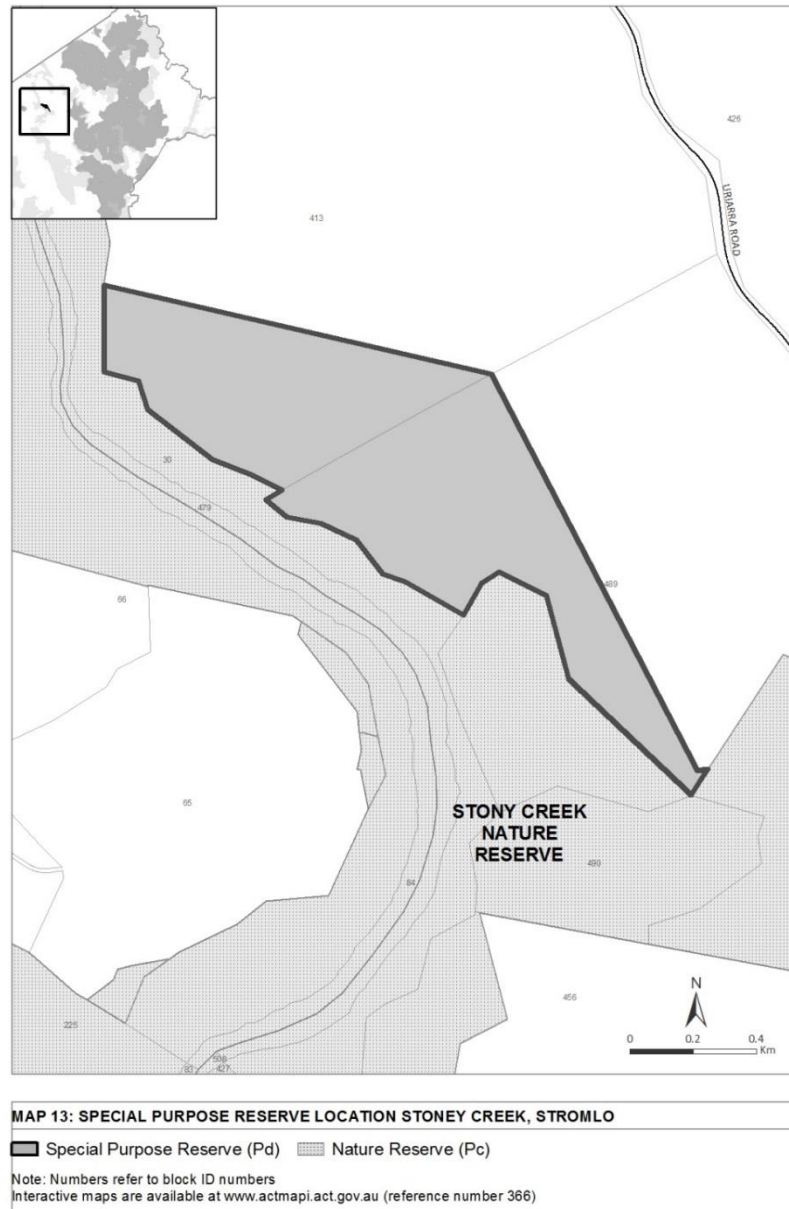 426
URIARRA ROAD
413
30
479
66
489
65
STONY CREEK
NATURE
RESERVE
490
84
456
N
225
0 0.2 0.4
Km
508
83
427
MAP 13: SPECIAL PURPOSE RESERVE LOCATION STONEY CREEK, STROMLO
Special Purpose Reserve (Pd) Nature Reserve (Pc)
Note: Numbers refer to block ID numbers
Interactive maps are available at www.actmapi.act.gov.au (reference number 366)